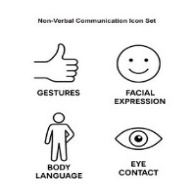 Non-Verbal Communication Icon Set
GESTURES
FACIAL
EXPRESSION
BODY
LANGUAGE
EYE
CONTACT